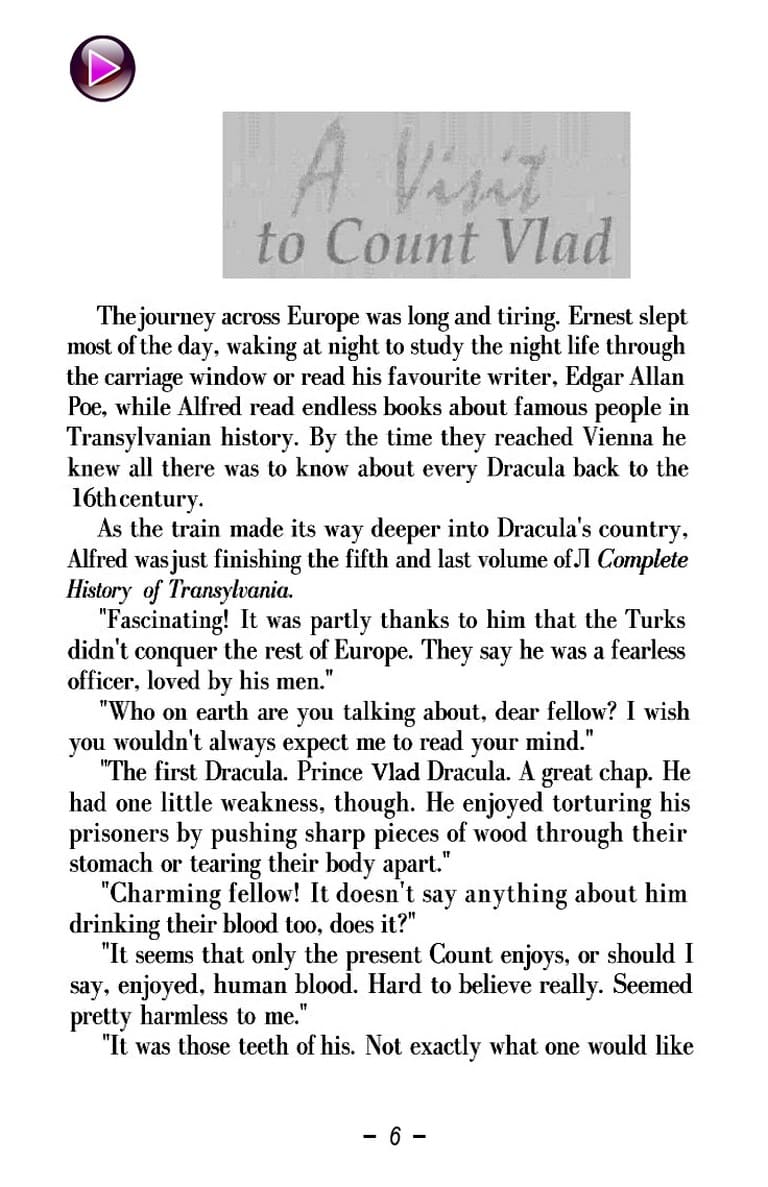 A Visit
to Count Vlad
The journey across Europe was long and tiring. Ernest slept
most of the day, waking at night to study the night life through
the carriage window or read his favourite writer, Edgar Allan
Poe, while Alfred read endless books about famous people in
Transylvanian history. By the time they reached Vienna he
knew all there was to know about every Dracula back to the
16th century.
As the train made its way deeper into Dracula's country,
Alfred was just finishing the fifth and last volume of Л Complete
History of Transylvania.
"Fascinating! It was partly thanks to him that the Turks
didn't conquer the rest of Europe. They say he was a fearless
officer, loved by his men."
"Who on earth are you talking about, dear fellow? I wish
you wouldn't always expect me to read your mind."
"The first Dracula. Prince Vlad Dracula. A great chap. He
had one little weakness, though. He enjoyed torturing his
prisoners by pushing sharp pieces of wood through their
stomach or tearing their body apart."
"Charming fellow! It doesn't say anything about him
drinking their blood too, does it?"
"It seems that only the present Count enjoys, or should I
say, enjoyed, human blood. Hard to believe really. Seemed
pretty harmless to me."
"It was those teeth of his. Not exactly what one would like
- 6 -